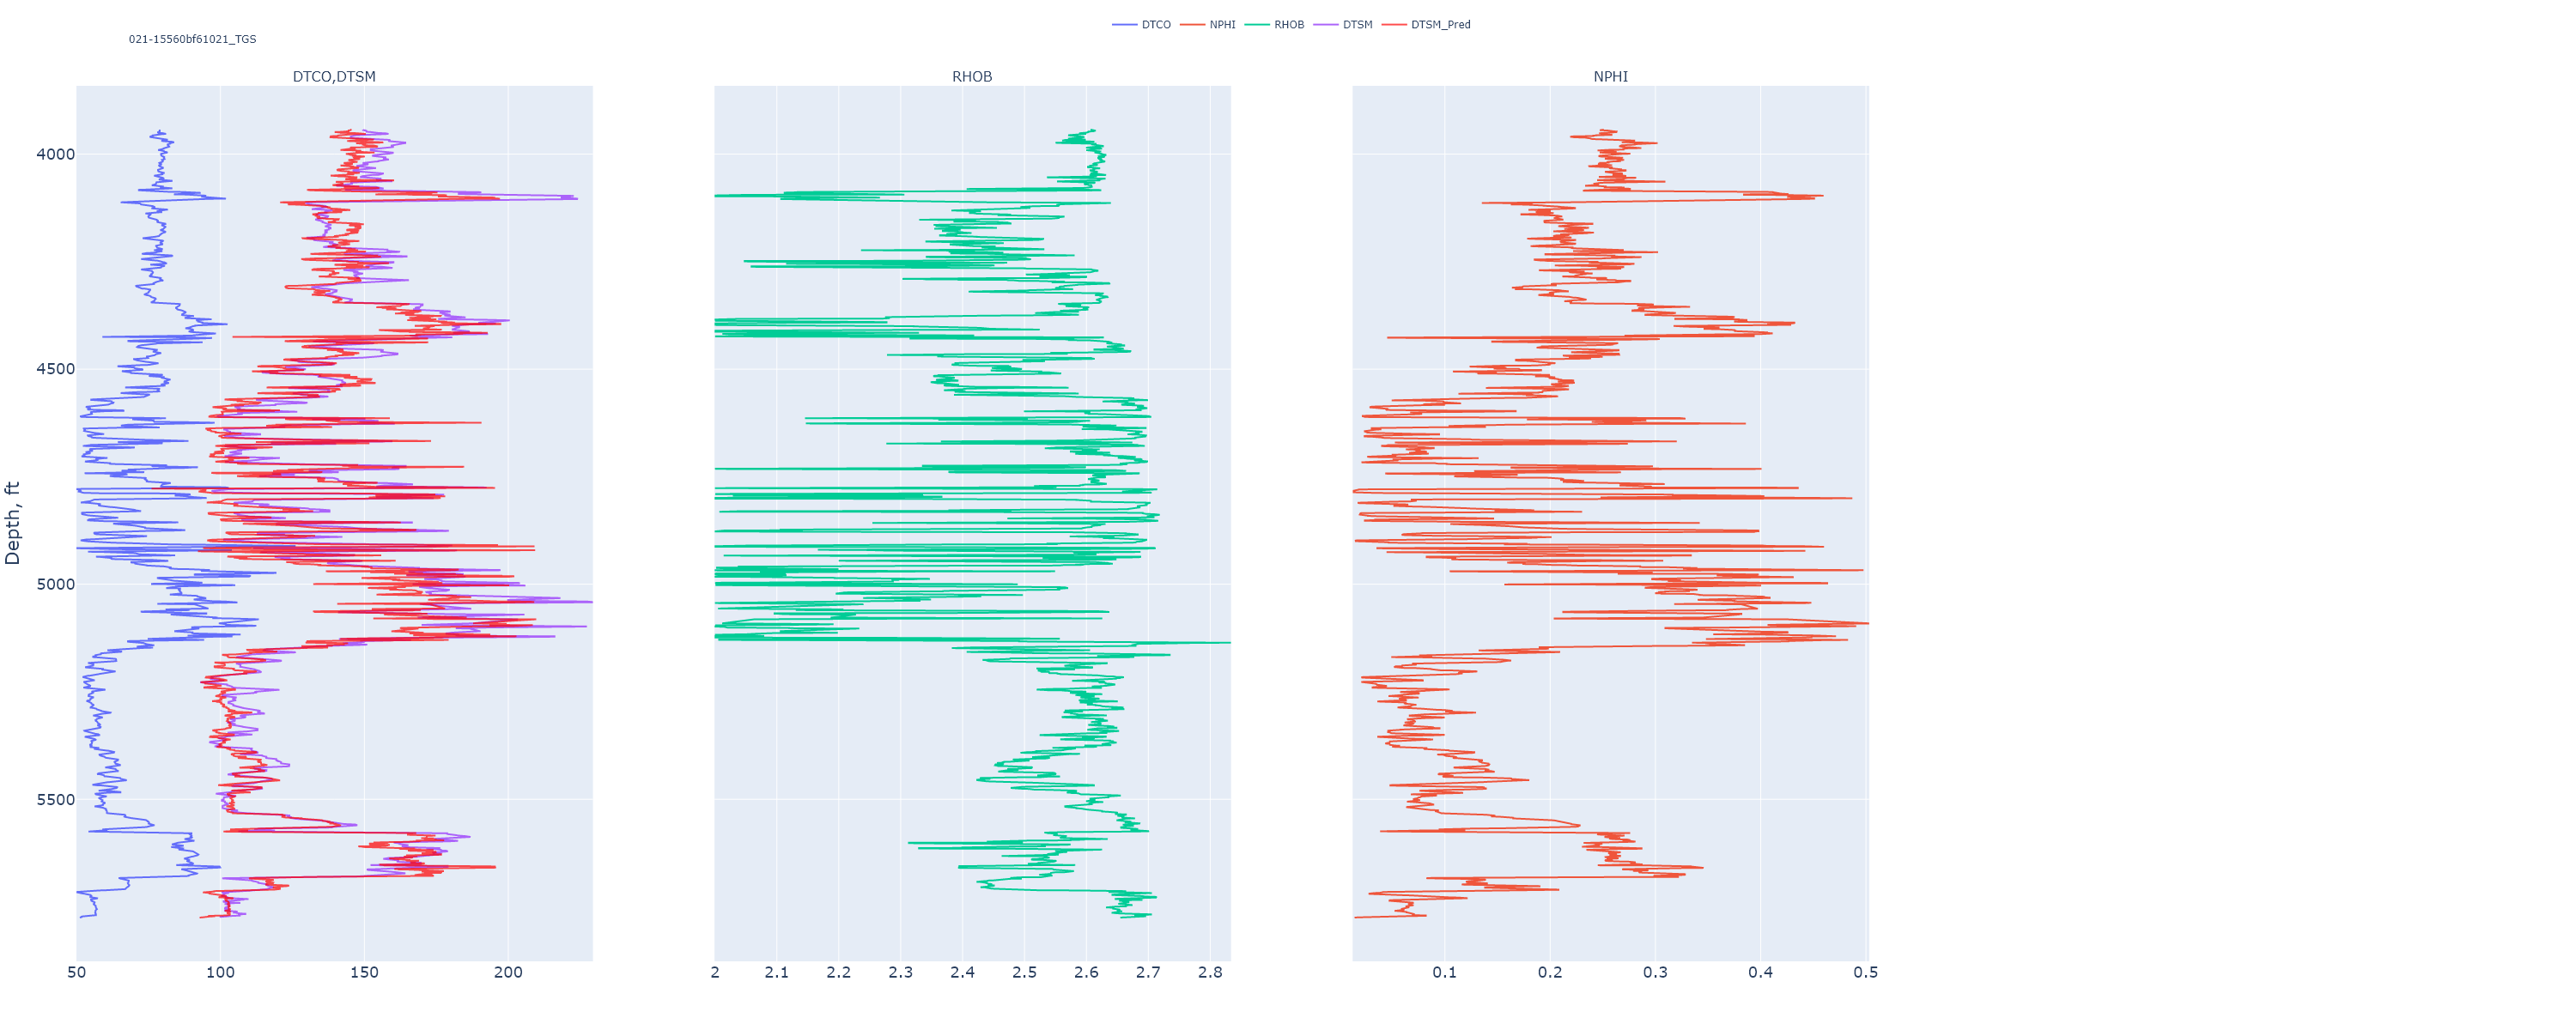 DTCO NPHI RHOB DTSM DTSM_Pred
021-15560bf61021_TGS
DTCO,DTSM RHOB NPHI
Depth, ft
4000
4500
5000
5500
50 100 150 200 2 2.1 2.2 2.3 2.4 2.5 2.6 2.7 2.8 0.1 0.2 0.3 0.4 0.5